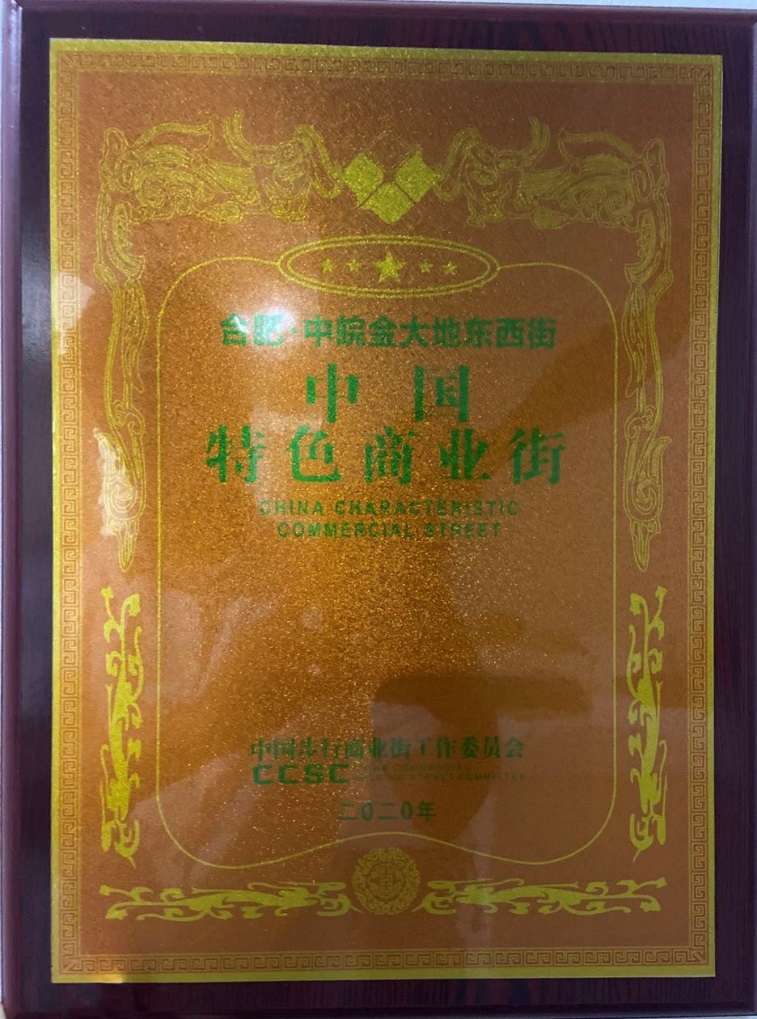 合肥·中皖金大地东西街
中国
特色商业街
CHINA CHARACTERISTIC
COMMERCIAL STREET
中国步行商业街工作委员会
CCSC
二〇二〇年